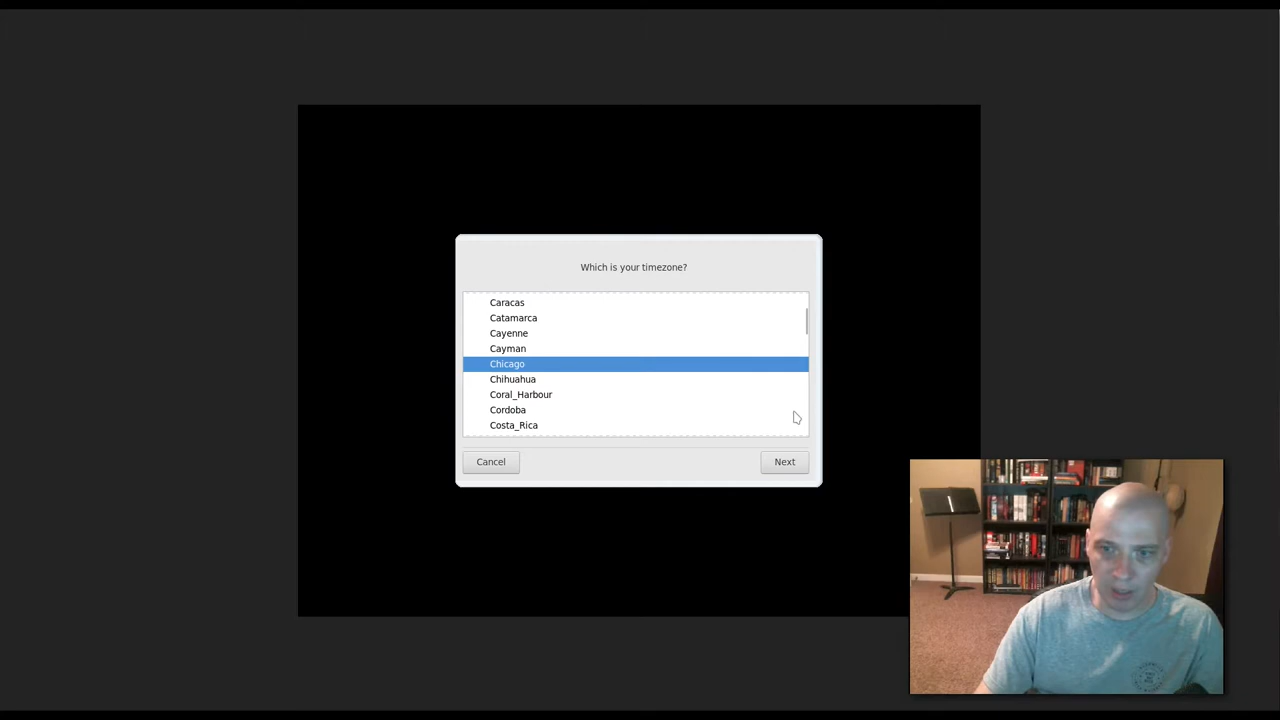 Which is your timezone?
Caracas
Catamarca
Cayenne
Cayman
Chicago
Chihuahua
Coral_Harbour
Cordoba
Costa_Rica
Cancel
Next